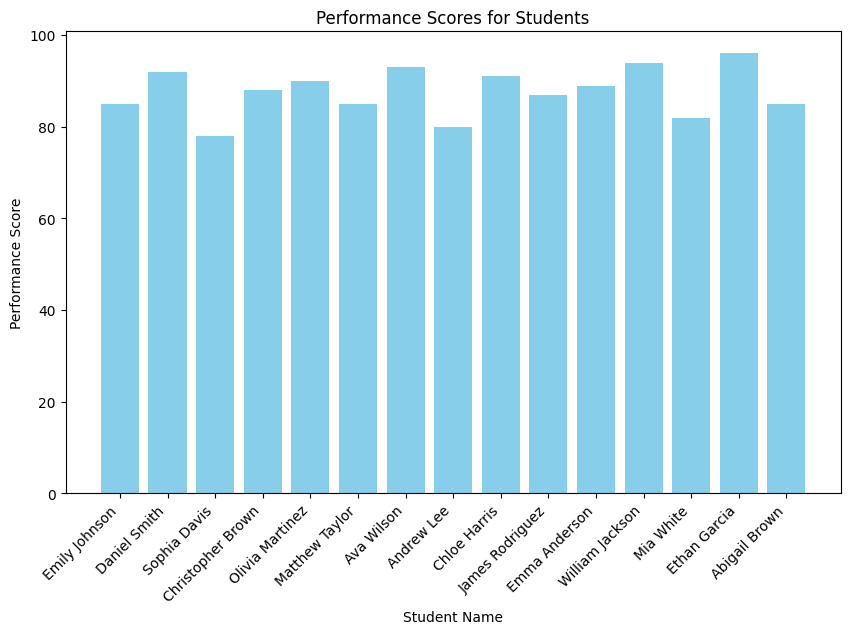 Performance Scores for Students
100
80
60
40
20
0
Performance Score
Emily Johnson
Daniel Smith
Sophia Davis
Christopher Brown
Olivia Martinez
Matthew Taylor
Ava Wilson
Andrew Lee
Chloe Harris
James Rodriguez
Emma Anderson
William Jackson
Mia White
Ethan Garcia
Abigail Brown
Student Name